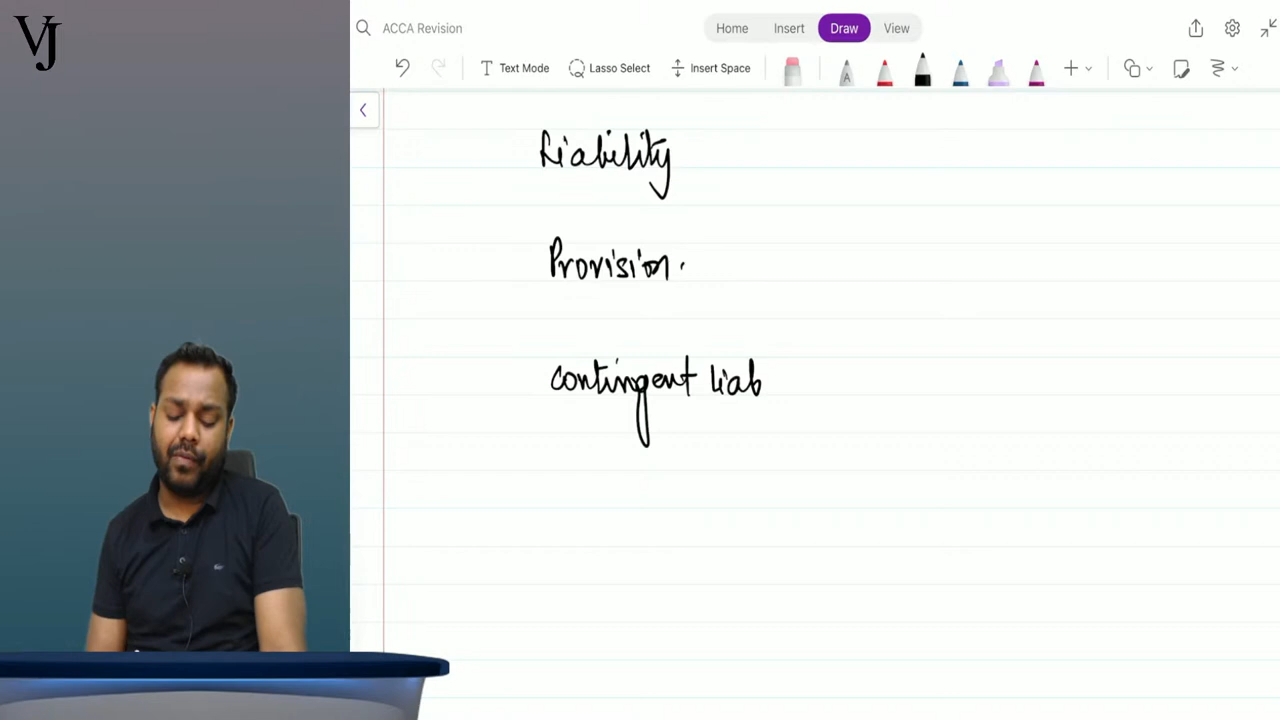 VJ
ACCA Revision
Home Insert Draw View
Text Mode Lasso Select Insert Space
A
Liability
Provision.
contingent liab